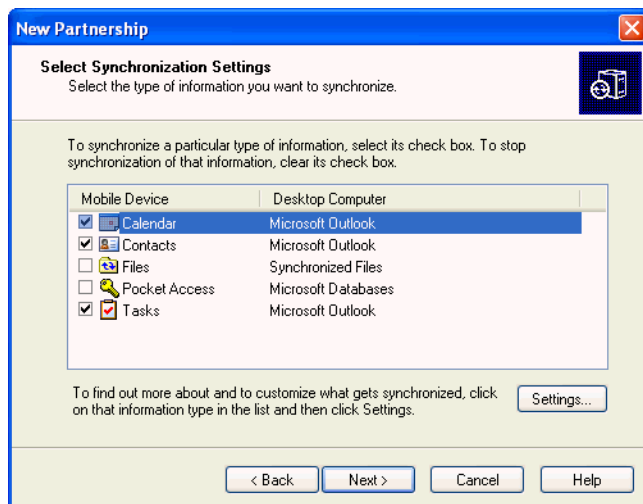 New Partnership
Select Synchronization Settings
Select the type of information you want to synchronize.
To synchronize a particular type of information, select its check box. To stop
synchronization of that information, clear its check box.
Mobile Device Desktop Computer
Calendar Microsoft Outlook
Contacts Microsoft Outlook
Files Synchronized Files
Pocket Access Microsoft Databases
Tasks Microsoft Outlook
To find out more about and to customize what gets synchronized, click
on that information type in the list and then click Settings.
Settings...
< Back Next > Cancel Help